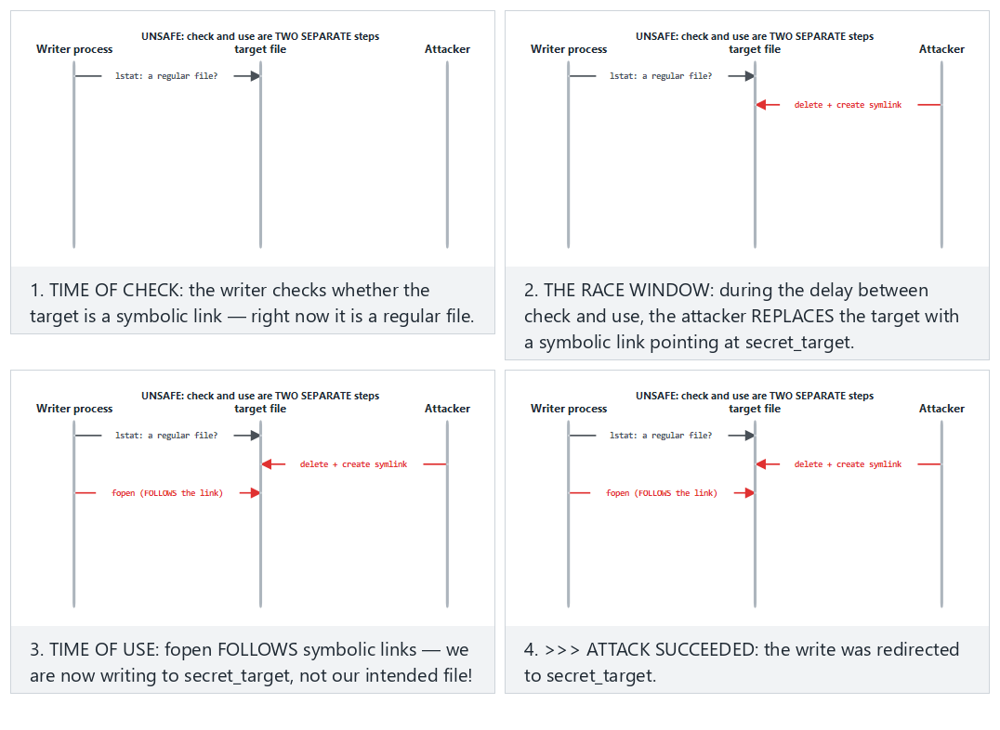 UNSAFE: check and use are TWO SEPARATE steps
Writer process target file Attacker
lstat: a regular file?
1. TIME OF CHECK: the writer checks whether the
target is a symbolic link — right now it is a regular file.
UNSAFE: check and use are TWO SEPARATE steps
Writer process target file Attacker
lstat: a regular file?
delete + create symlink
2. THE RACE WINDOW: during the delay between
check and use, the attacker REPLACES the target with
a symbolic link pointing at secret_target.
UNSAFE: check and use are TWO SEPARATE steps
Writer process target file Attacker
lstat: a regular file?
delete + create symlink
fopen (FOLLOWS the link)
3. TIME OF USE: fopen FOLLOWS symbolic links — we
are now writing to secret_target, not our intended file!
UNSAFE: check and use are TWO SEPARATE steps
Writer process target file Attacker
lstat: a regular file?
delete + create symlink
fopen (FOLLOWS the link)
4. >>> ATTACK SUCCEEDED: the write was redirected
to secret_target.